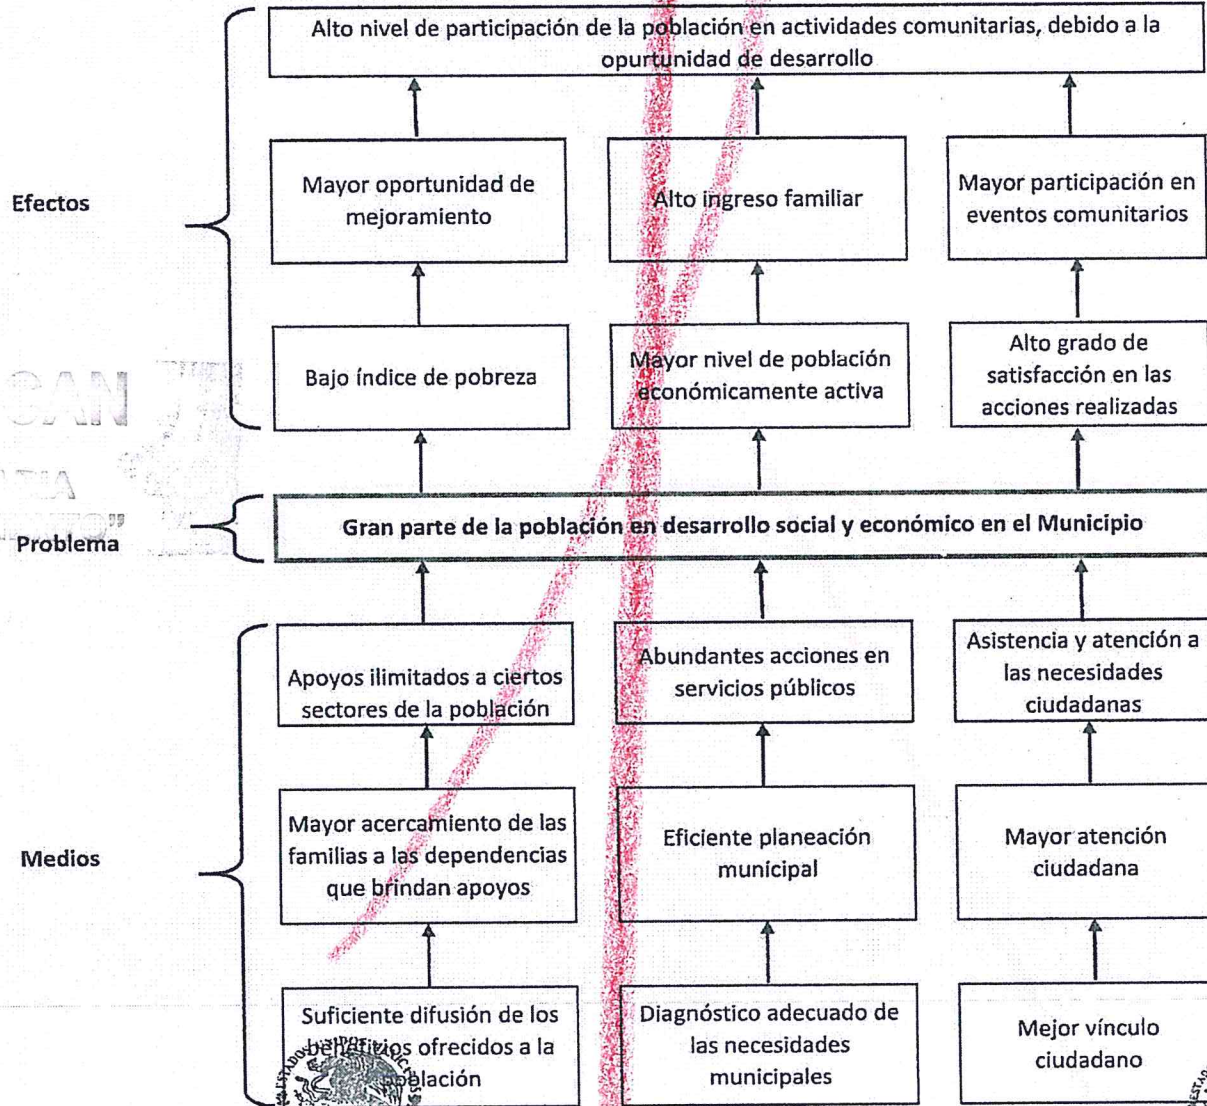 Alto nivel de participación de la población en actividades comunitarias, debido a la
opurtunidad de desarrollo
Efectos
Mayor oportunidad de
mejoramiento
Alto ingreso familiar
Mayor participación en
eventos comunitarios
Bajo índice de pobreza
Mayor nivel de población
económicamente activa
Alto grado de
satisfacción en las
acciones realizadas
Problema
Gran parte de la población en desarrollo social y económico en el Municipio
Medios
Apoyos ilimitados a ciertos
sectores de la población
Abundantes acciones en
servicios públicos
Asistencia y atención a
las necesidades
ciudadanas
Mayor acercamiento de las
familias a las dependencias
que brindan apoyos
Eficiente planeación
municipal
Mayor atención
ciudadana
Suficiente difusión de los
ofrecidos a la
población
Diagnóstico adecuado de
las necesidades
municipales
Mejor vínculo
ciudadano